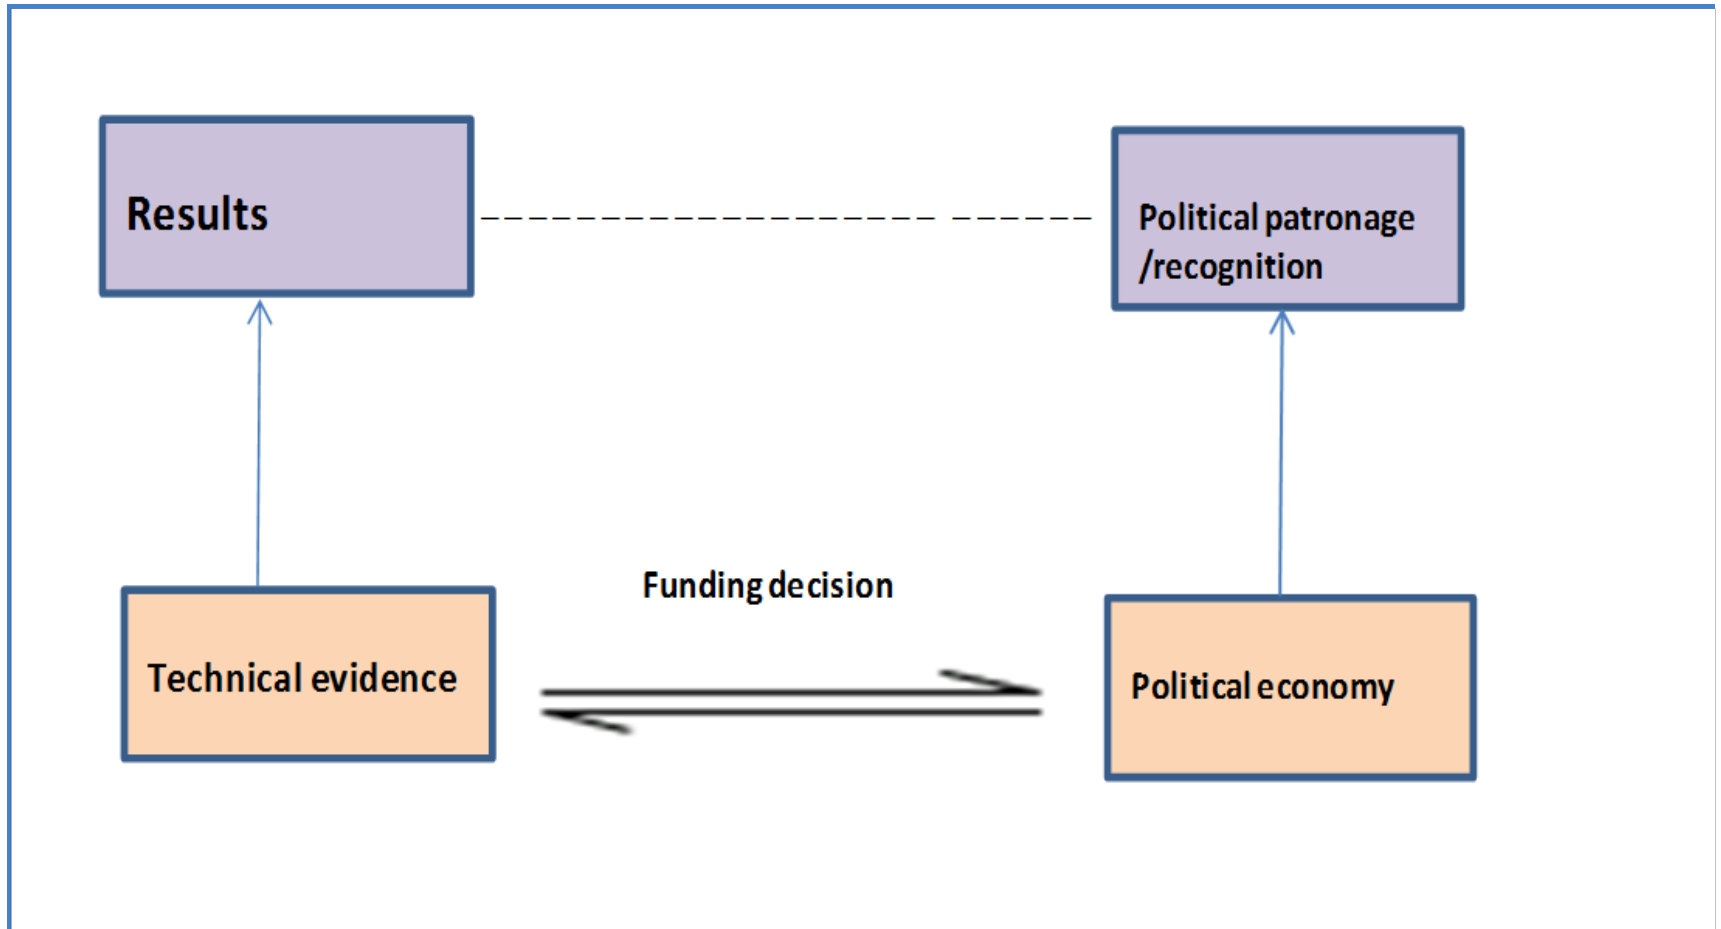 Results
Political patronage
/recognition
Funding decision
Technical evidence
Political economy